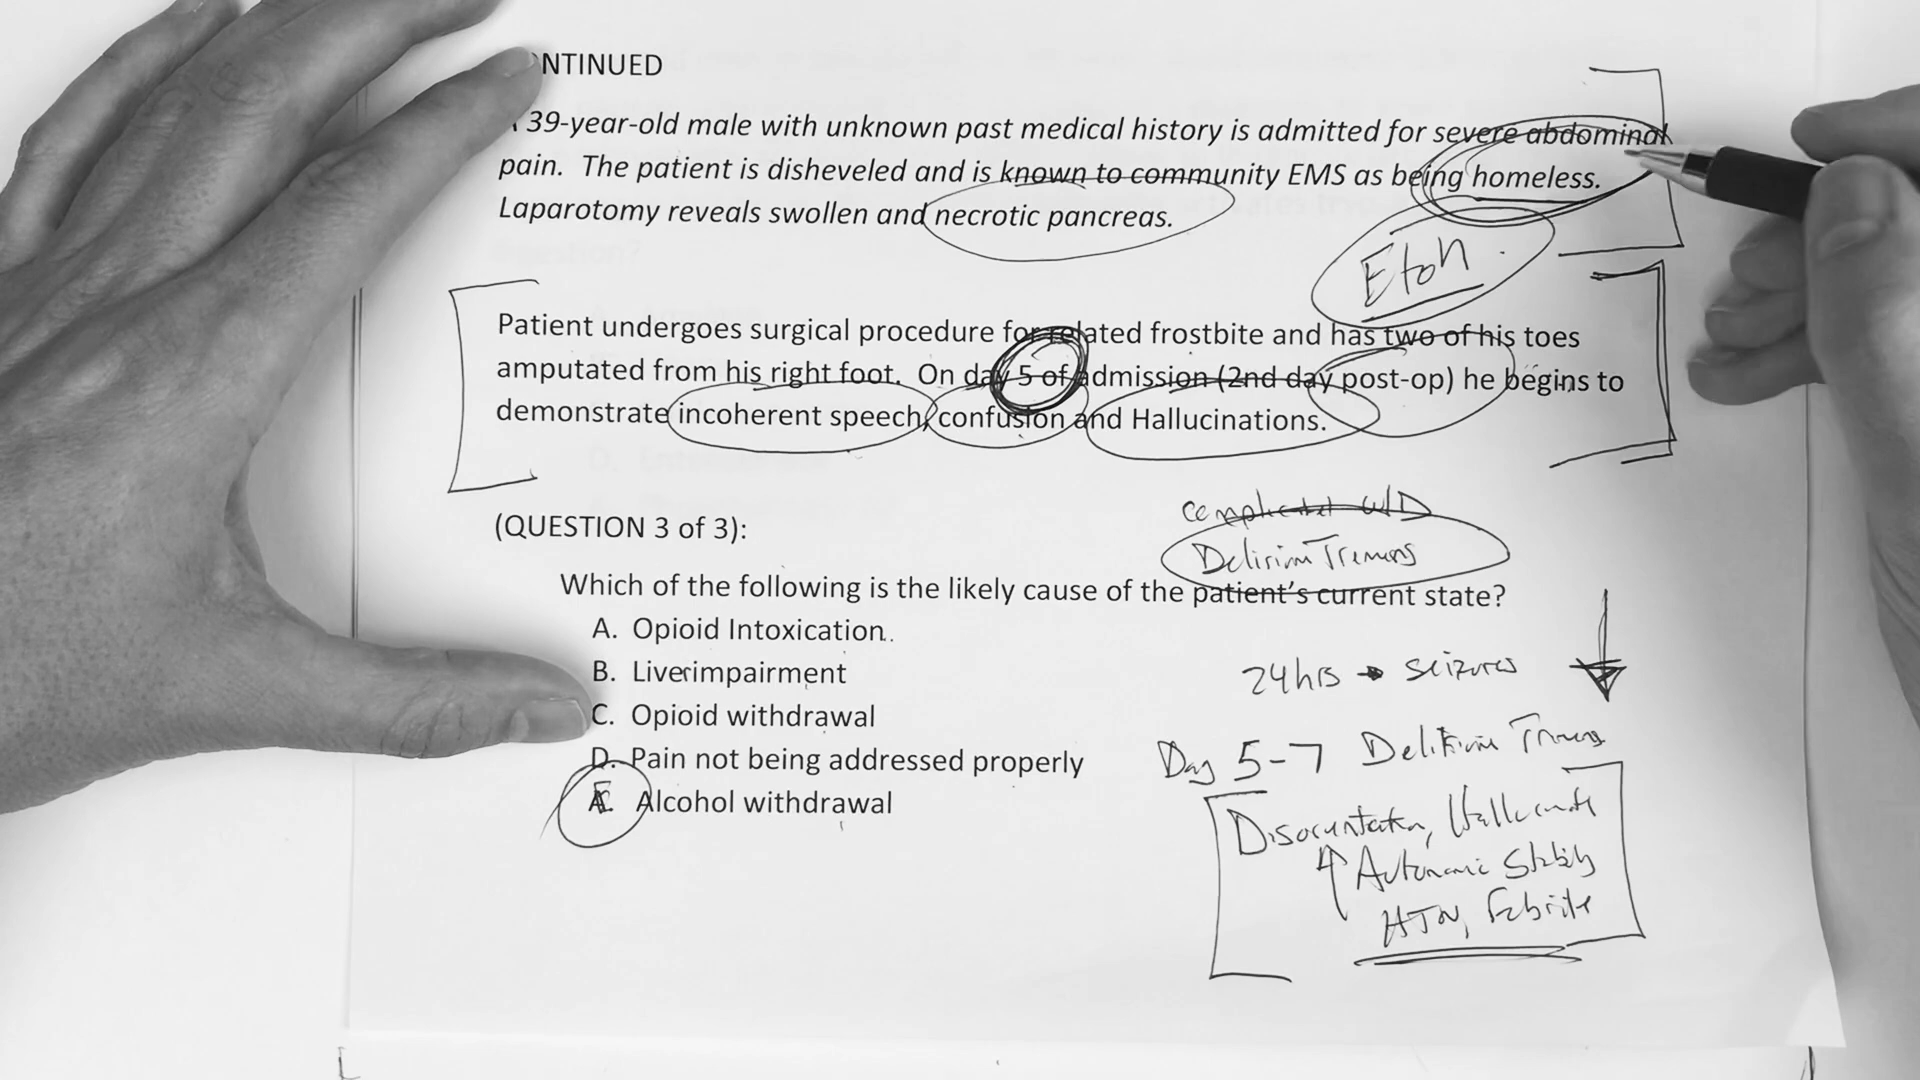 NTINUED
39-year-old male with unknown past medical history is admitted for severe abdominal
pain. The patient is disheveled and is known to community EMS as being homeless.
Laparotomy reveals swollen and necrotic pancreas.
EtoH
Patient undergoes surgical procedure for related frostbite and has two of his toes
amputated from his right foot. On day 5 of admission (2nd day post-op) he begins to
demonstrate incoherent speech, confusion and Hallucinations.
W/D
(QUESTION 3 of 3):
Delirium Tremens
Which of the following is the likely cause of the patient's current state?
A. Opioid Intoxication.
B. Liverimpairment
24hrs → seizures
C. Opioid withdrawal
D. Pain not being addressed properly
Day 5-7 Delirium Tremens
E. Alcohol withdrawal
Disorientation, Hallucinate
↑ Autonomic Stability
HTN, Febrile